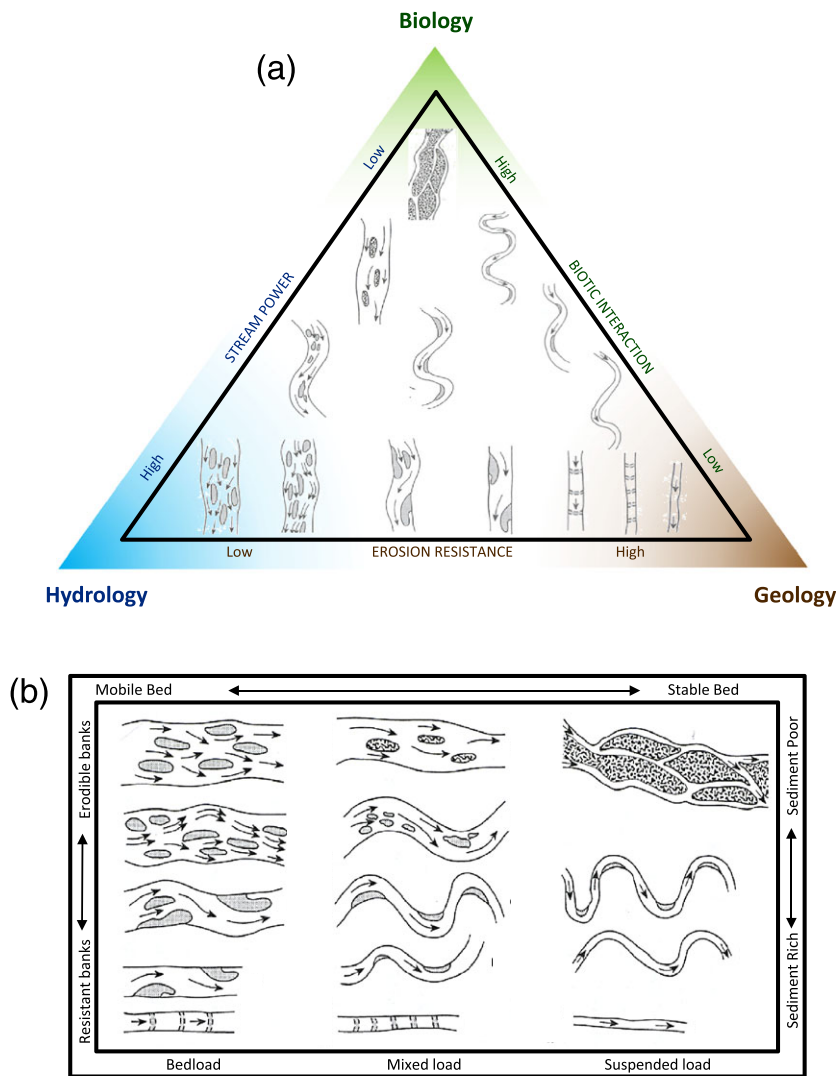 Biology
(a)
Low
High
STREAM POWER
BIOTIC INTERACTION
High
Low
Low
EROSION RESISTANCE
High
Hydrology
Geology
(b)
Mobile Bed
Stable Bed
Erodible banks
Sediment Poor
Resistant banks
Sediment Rich
Bedload
Mixed load
Suspended load